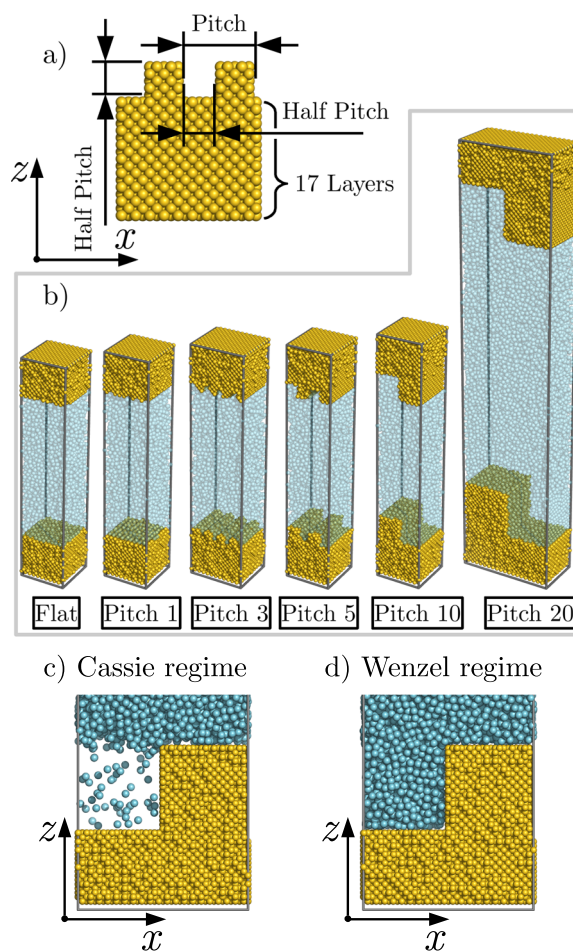 Pitch
a)
Half Pitch
Half Pitch
17 Layers
z
x
b)
Flat
Pitch 1
Pitch 3
Pitch 5
Pitch 10
Pitch 20
c) Cassie regime
d) Wenzel regime
z
x
z
x